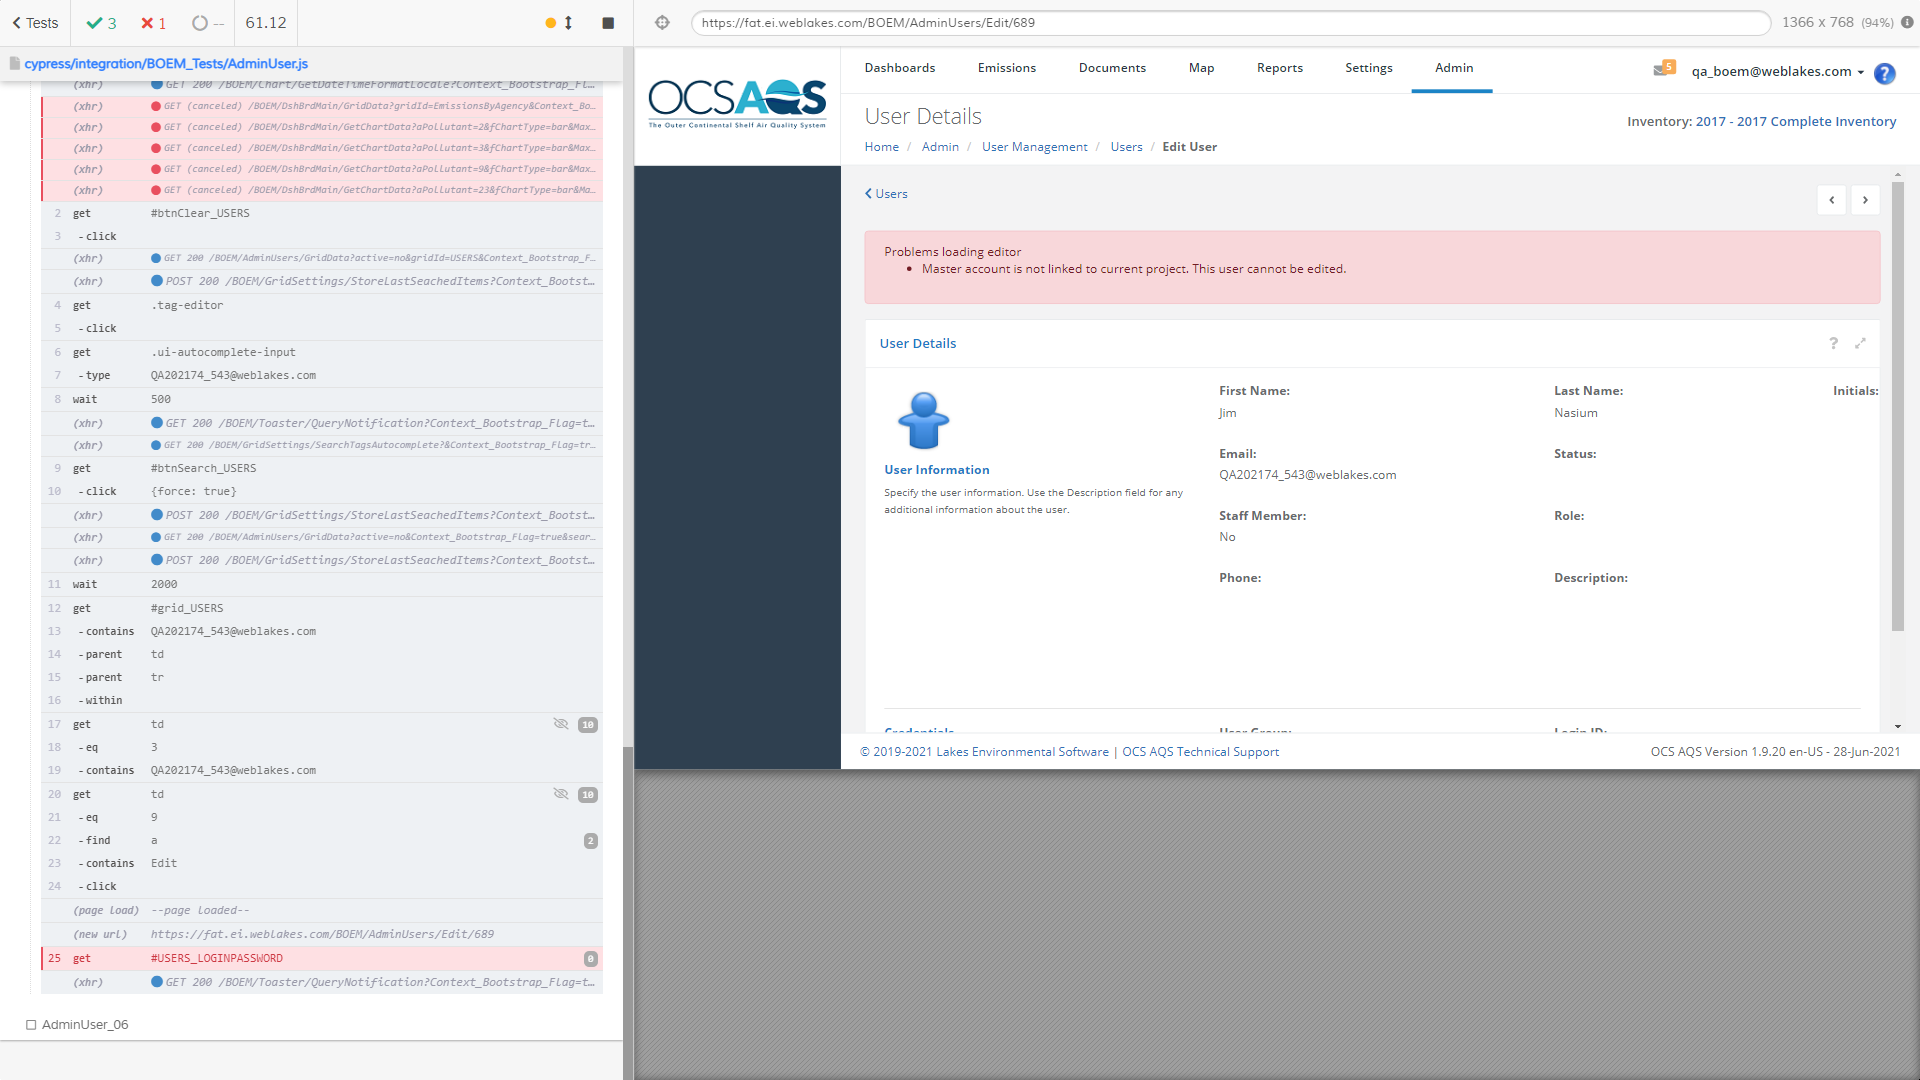 Tests
3
1
--
61.12
cypress/integration/BOEM_Tests/AdminUser.js
(xhr) GET 200 /BOEM/Chart/GetDateTimeFormatLocale?Context_Bootstrap_Fl...
(xhr) GET (canceled) /BOEM/DshBrdMain/GridData?gridId=EmissionsByAgency&Context_Bo...
(xhr) GET (canceled) /BOEM/DshBrdMain/GetChartData?aPollutant=2&fChartType=bar&Max...
(xhr) GET (canceled) /BOEM/DshBrdMain/GetChartData?aPollutant=3&fChartType=bar&Max...
(xhr) GET (canceled) /BOEM/DshBrdMain/GetChartData?aPollutant=9&fChartType=bar&Max...
(xhr) GET (canceled) /BOEM/DshBrdMain/GetChartData?aPollutant=23&fChartType=bar&Ma...
2 get #btnClear_USERS
3 -click
(xhr) GET 200 /BOEM/AdminUsers/GridData?active=no&gridId=USERS&Context_Bootstrap_F...
(xhr) POST 200 /BOEM/GridSettings/StoreLastSeachedItems?Context_Bootst...
4 get .tag-editor
5 -click
6 get .ui-autocomplete-input
7 -type QA202174_543@weblakes.com
8 wait 500
(xhr) GET 200 /BOEM/Toaster/QueryNotification?Context_Bootstrap_Flag=t...
(xhr) GET 200 /BOEM/GridSettings/SearchTagsAutocomplete?&Context_Bootstrap_Flag=tr...
9 get #btnSearch_USERS
10 -click {force: true}
(xhr) POST 200 /BOEM/GridSettings/StoreLastSeachedItems?Context_Bootst...
(xhr) GET 200 /BOEM/AdminUsers/GridData?active=no&Context_Bootstrap_Flag=true&sear...
(xhr) POST 200 /BOEM/GridSettings/StoreLastSeachedItems?Context_Bootst...
11 wait 2000
12 get #grid_USERS
13 -contains QA202174_543@weblakes.com
14 -parent td
15 -parent tr
16 -within
17 get td 10
18 -eq 3
19 -contains QA202174_543@weblakes.com
20 get td 10
21 -eq 9
22 -find a 2
23 -contains Edit
24 -click
(page load) --page loaded--
(new url) https://fat.ei.weblakes.com/BOEM/AdminUsers/Edit/689
25 get #USERS_LOGINPASSWORD 0
(xhr) GET 200 /BOEM/Toaster/QueryNotification?Context_Bootstrap_Flag=t...
AdminUser_06
https://fat.ei.weblakes.com/BOEM/AdminUsers/Edit/689
1366 x 768 (94%)
OCSAQS
The Outer Continental Shelf Air Quality System
Dashboards Emissions Documents Map Reports Settings Admin
5 qa_boem@weblakes.com ?
User Details
Inventory: 2017 - 2017 Complete Inventory
Home / Admin / User Management / Users / Edit User
Users
Problems loading editor
Master account is not linked to current project. This user cannot be edited.
User Details ?
User Information
Specify the user information. Use the Description field for any
additional information about the user.
First Name: Last Name: Initials:
Jim Nasium
Email: Status:
QA202174_543@weblakes.com
Staff Member: Role:
No
Phone: Description:
Credentials User Group: Login ID:
© 2019-2021 Lakes Environmental Software | OCS AQS Technical Support
OCS AQS Version 1.9.20 en-US - 28-Jun-2021